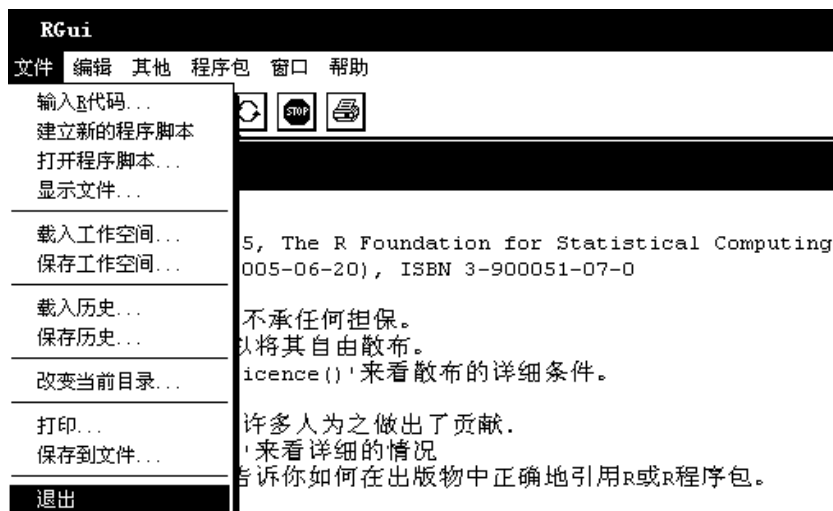 RGui
文件 编辑 其他 程序包 窗口 帮助
STOP
输入R代码...
建立新的程序脚本
打开程序脚本...
显示文件...
载入工作空间...
保存工作空间...
载入历史...
保存历史...
改变当前目录...
打印...
保存到文件...
退出
5, The R Foundation for Statistical Computing
005-06-20), ISBN 3-900051-07-0
不承任何担保。
以将其自由散布。
icence()'来看散布的详细条件。
许多人为之做出了贡献.
'来看详细的情况
告诉你如何在出版物中正确地引用R或R程序包。